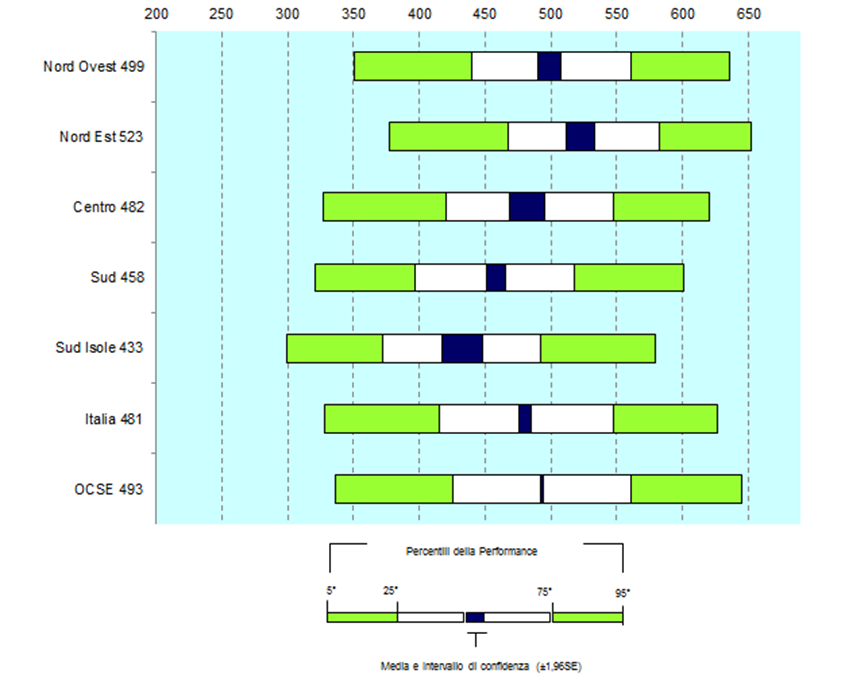 200 250 300 350 400 450 500 550 600 650
Nord Ovest 499
Nord Est 523
Centro 482
Sud 458
Sud Isole 433
Italia 481
OCSE 493
Percentili della Performance
5° 25° 75° 95°
Media e intervallo di confidenza (±1,96SE)